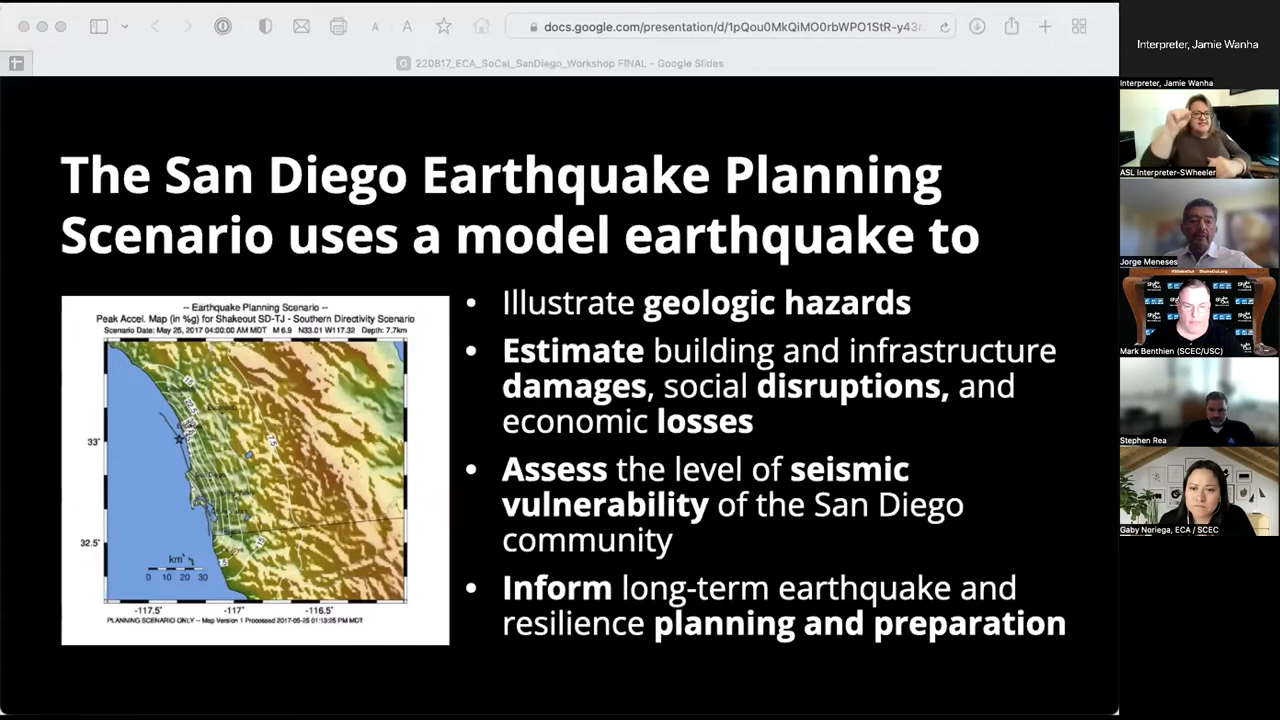 docs.google.com/presentation/d/1pQou0MkQiMO0rbWPO1StR-y43r
220817_ECA_SoCal_SanDiego_Workshop FINAL - Google Slides
The San Diego Earthquake Planning
Scenario uses a model earthquake to
-- Earthquake Planning Scenario --
Peak Accel. Map (in %g) for Shakeout SD-TJ - Southern Directivity Scenario
Scenario Date: May 25, 2017 04:00:00 AM MDT M 6.9 N33.01 W117.32 Depth: 7.7km
33°
32.5°
km
0 10 20 30
-117.5° -117° -116.5°
PLANNING SCENARIO ONLY -- Map Version 1 Processed 2017-05-25 01:13:25 PM MDT
• Illustrate geologic hazards
• Estimate building and infrastructure
damages, social disruptions, and
economic losses
• Assess the level of seismic
vulnerability of the San Diego
community
• Inform long-term earthquake and
resilience planning and preparation
Interpreter, Jamie Wanha
Interpreter, Jamie Wanha
ASL Interpreter-SWheeler
Jorge Meneses
Mark Benthien (SCEC/USC)
Stephen Rea
Gaby Noriega, ECA / SCEC